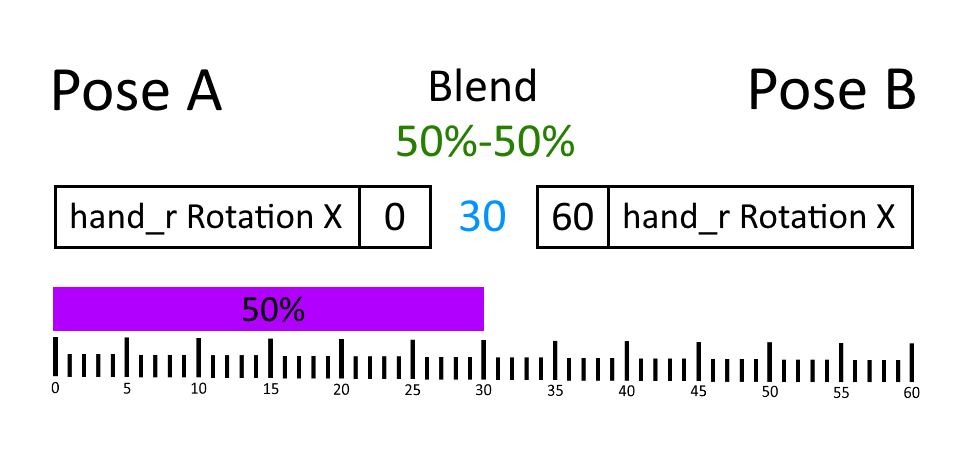 Pose A Blend Pose B
50%-50%
hand_r Rotation X 0 30 60 hand_r Rotation X
50%
0 5 10 15 20 25 30 35 40 45 50 55 60